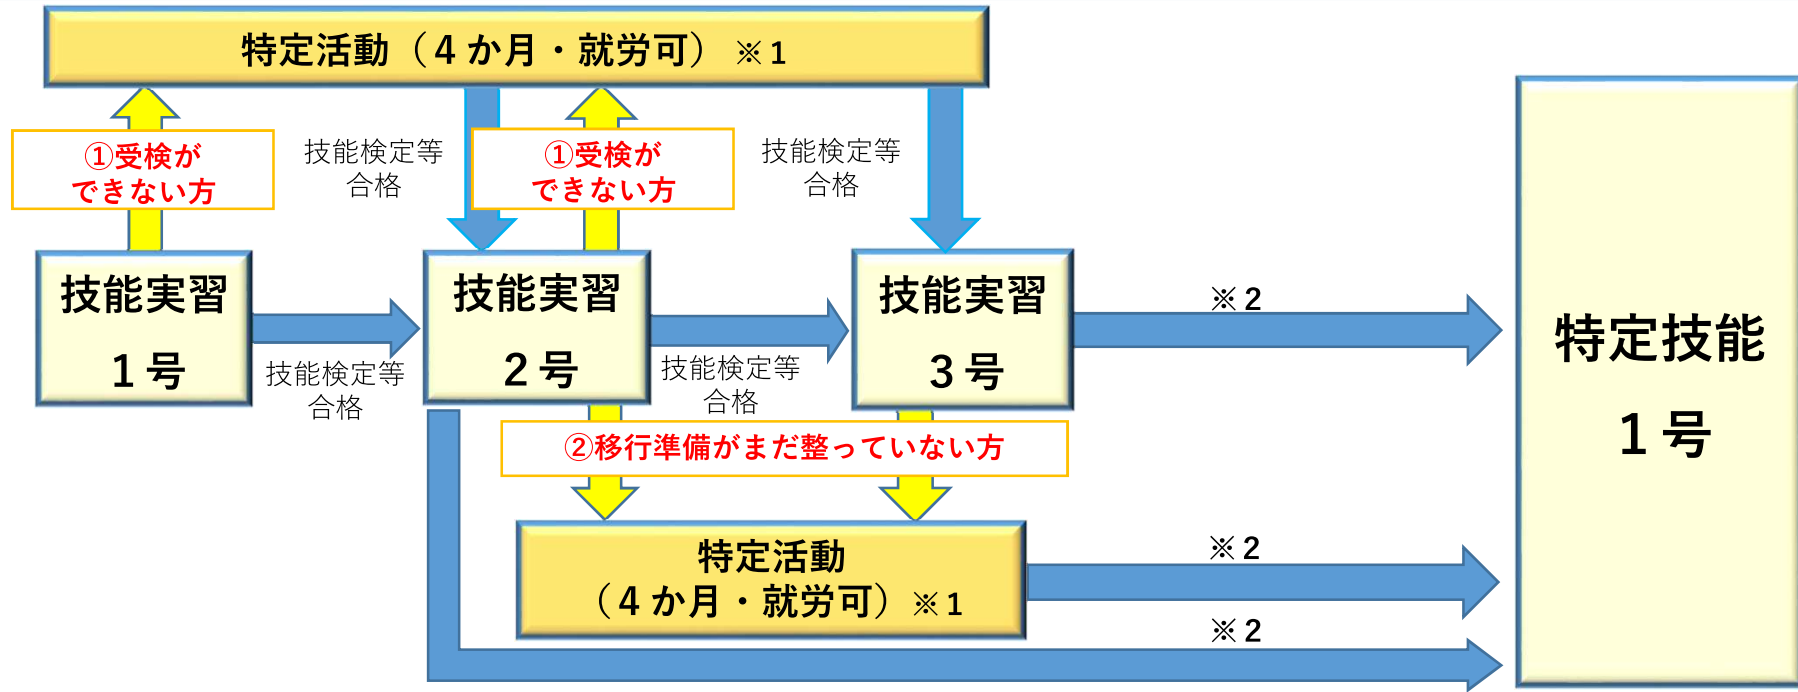 特定活動（４か月・就労可）※１
①受検が
できない方
技能検定等
合格
①受検が
できない方
技能検定等
合格
技能実習
１号
技能検定等
合格
技能実習
２号
技能検定等
合格
技能実習
３号
※２
特定技能
１号
②移行準備がまだ整っていない方
特定活動
（４か月・就労可）※１
※２
※２